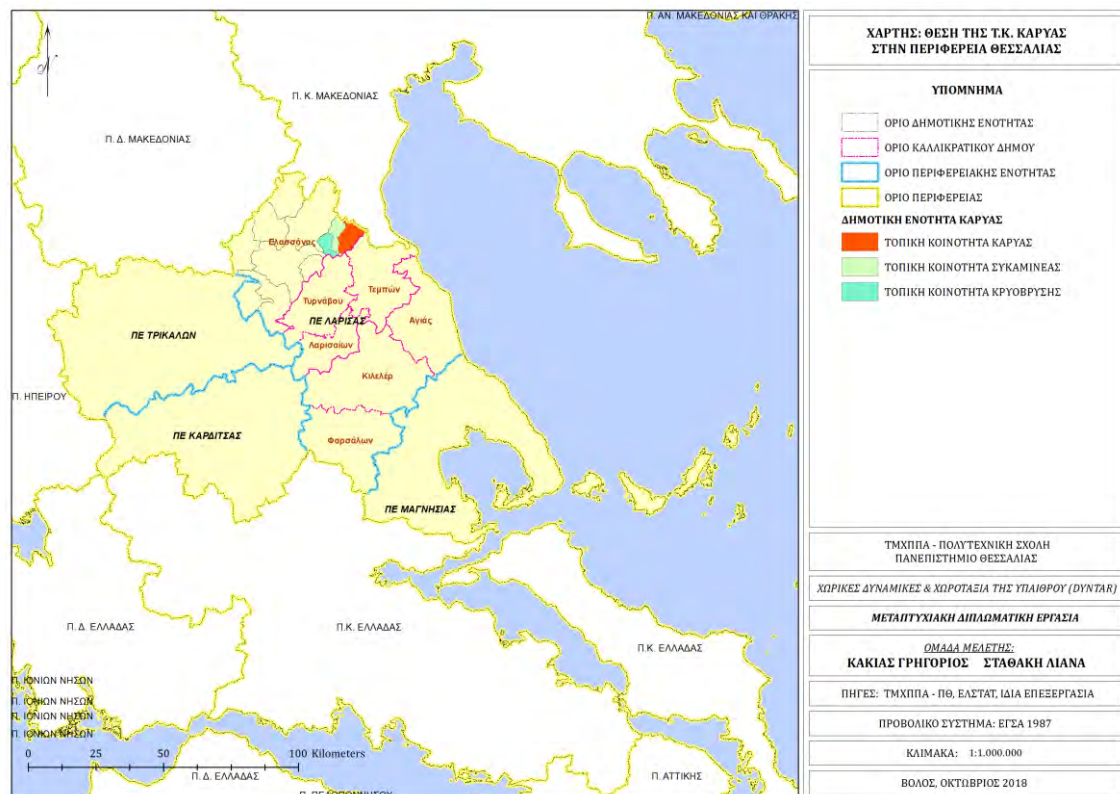 Π. ΑΝ. ΜΑΚΕΔΟΝΙΑΣ ΚΑΙ ΘΡΑΚΗΣ
Π. Κ. ΜΑΚΕΔΟΝΙΑΣ
Π. Δ. ΜΑΚΕΔΟΝΙΑΣ
Ελασσόνας
Τεμπών
Τυρνάβου
Αγιάς
ΠΕ ΛΑΡΙΣΑΣ
ΠΕ ΤΡΙΚΑΛΩΝ
Λαρισαίων
Κιλελέρ
Π. ΗΠΕΙΡΟΥ
ΠΕ ΚΑΡΔΙΤΣΑΣ
Φαρσάλων
ΠΕ ΜΑΓΝΗΣΙΑΣ
Π. Δ. ΕΛΛΑΔΑΣ
Π.Κ. ΕΛΛΑΔΑΣ
Π.Κ. ΕΛΛΑΔΑΣ
Π. ΙΟΝΙΩΝ ΝΗΣΩΝ
Π. ΙΟΝΙΩΝ ΝΗΣΩΝ
Π. ΙΟΝΙΩΝ ΝΗΣΩΝ
Π. ΙΟΝΙΩΝ ΝΗΣΩΝ
0 50 100 Kilometers
25
Π. Δ. ΕΛΛΑΔΑΣ
Π. ΑΤΤΙΚΗΣ
Π. ΠΕΛΟΠΟΝΝΗΣΟΥ
ΧΑΡΤΗΣ: ΘΕΣΗ ΤΗΣ Τ.Κ. ΚΑΡΥΑΣ
ΣΤΗΝ ΠΕΡΙΦΕΡΕΙΑ ΘΕΣΣΑΛΙΑΣ
ΥΠΟΜΝΗΜΑ
ΟΡΙΟ ΔΗΜΟΤΙΚΗΣ ΕΝΟΤΗΤΑΣ
ΟΡΙΟ ΚΑΛΛΙΚΡΑΤΙΚΟΥ ΔΗΜΟΥ
ΟΡΙΟ ΠΕΡΙΦΕΡΕΙΑΚΗΣ ΕΝΟΤΗΤΑΣ
ΟΡΙΟ ΠΕΡΙΦΕΡΕΙΑΣ
ΔΗΜΟΤΙΚΗ ΕΝΟΤΗΤΑ ΚΑΡΥΑΣ
ΤΟΠΙΚΗ ΚΟΙΝΟΤΗΤΑ ΚΑΡΥΑΣ
ΤΟΠΙΚΗ ΚΟΙΝΟΤΗΤΑ ΣΥΚΑΜΙΝΕΑΣ
ΤΟΠΙΚΗ ΚΟΙΝΟΤΗΤΑ ΚΡΥΟΒΡΥΣΗΣ
ΤΜΧΠΠΑ - ΠΟΛΥΤΕΧΝΙΚΗ ΣΧΟΛΗ
ΠΑΝΕΠΙΣΤΗΜΙΟ ΘΕΣΣΑΛΙΑΣ
ΧΩΡΙΚΕΣ ΔΥΝΑΜΙΚΕΣ & ΧΩΡΟΤΑΞΙΑ ΤΗΣ ΥΠΑΙΘΡΟΥ (DYNTAR)
ΜΕΤΑΠΤΥΧΙΑΚΗ ΔΙΠΛΩΜΑΤΙΚΗ ΕΡΓΑΣΙΑ
ΟΜΑΔΑ ΜΕΛΕΤΗΣ:
ΚΑΚΙΑΣ ΓΡΗΓΟΡΙΟΣ ΣΤΑΘΑΚΗ ΛΙΑΝΑ
ΠΗΓΕΣ: ΤΜΧΠΠΑ - ΠΘ, ΕΛΣΤΑΤ, ΙΔΙΑ ΕΠΕΞΕΡΓΑΣΙΑ
ΠΡΟΒΟΛΙΚΟ ΣΥΣΤΗΜΑ: ΕΓΣΑ 1987
ΚΛΙΜΑΚΑ: 1:1.000.000
ΒΟΛΟΣ, ΟΚΤΩΒΡΙΟΣ 2018